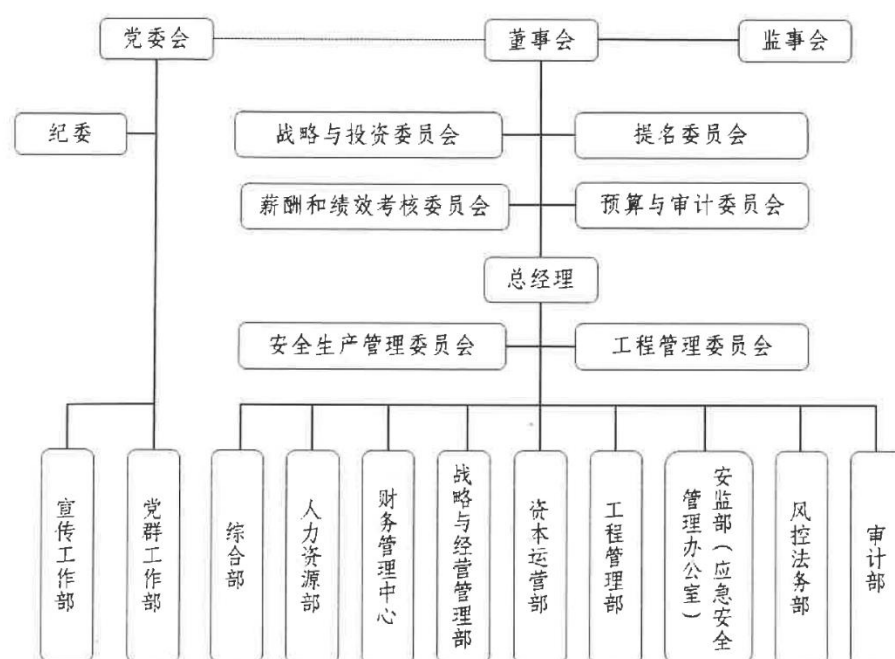 党委会
董事会
监事会
纪委
战略与投资委员会
提名委员会
薪酬和绩效考核委员会
预算与审计委员会
总经理
安全生产管理委员会
工程管理委员会
宣传工作部
党群工作部
综合部
人力资源部
财务管理中心
战略与经营管理部
资本运营部
工程管理部
安监部（应急安全
管理办公室）
风控法务部
审计部